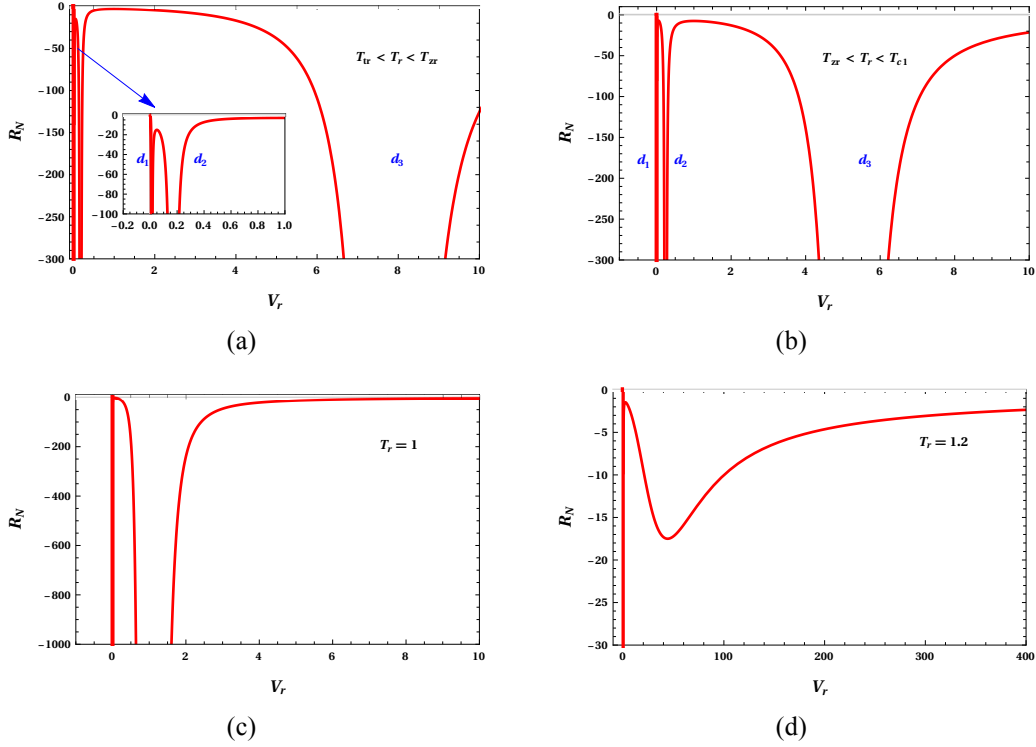 R_N
0
−50
−100
−150
−200
−250
−300
T_tr < T_r < T_zr
0
−20
−40
−60
−80
−100
d_1
d_2
d_3
−0.2 0.0 0.2 0.4 0.6 0.8 1.0
0 2 4 6 8 10
V_r
(a)
R_N
0
−50
−100
−150
−200
−250
−300
T_zr < T_r < T_c1
d_1
d_2
d_3
0 2 4 6 8 10
V_r
(b)
R_N
0
−200
−400
−600
−800
−1000
T_r = 1
0 2 4 6 8 10
V_r
(c)
R_N
0
−5
−10
−15
−20
−25
−30
T_r = 1.2
0 100 200 300 400
V_r
(d)